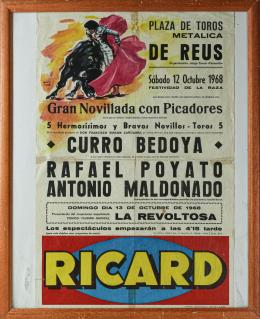 PLAZA DE TOROS
METALICA
DE REUS
Sábado 12 Octubre 1968
FESTIVIDAD DE LA RAZA
Gran Novillada con Picadores
5 Hermosísimos y Bravos Novillos-Toros 5
CURRO BEDOYA
RAFAEL POYATO
ANTONIO MALDONADO
DOMINGO DIA 13 DE OCTUBRE DE 1968
LA REVOLTOSA
Los espectáculos empezarán a las 4'15 tarde
RICARD